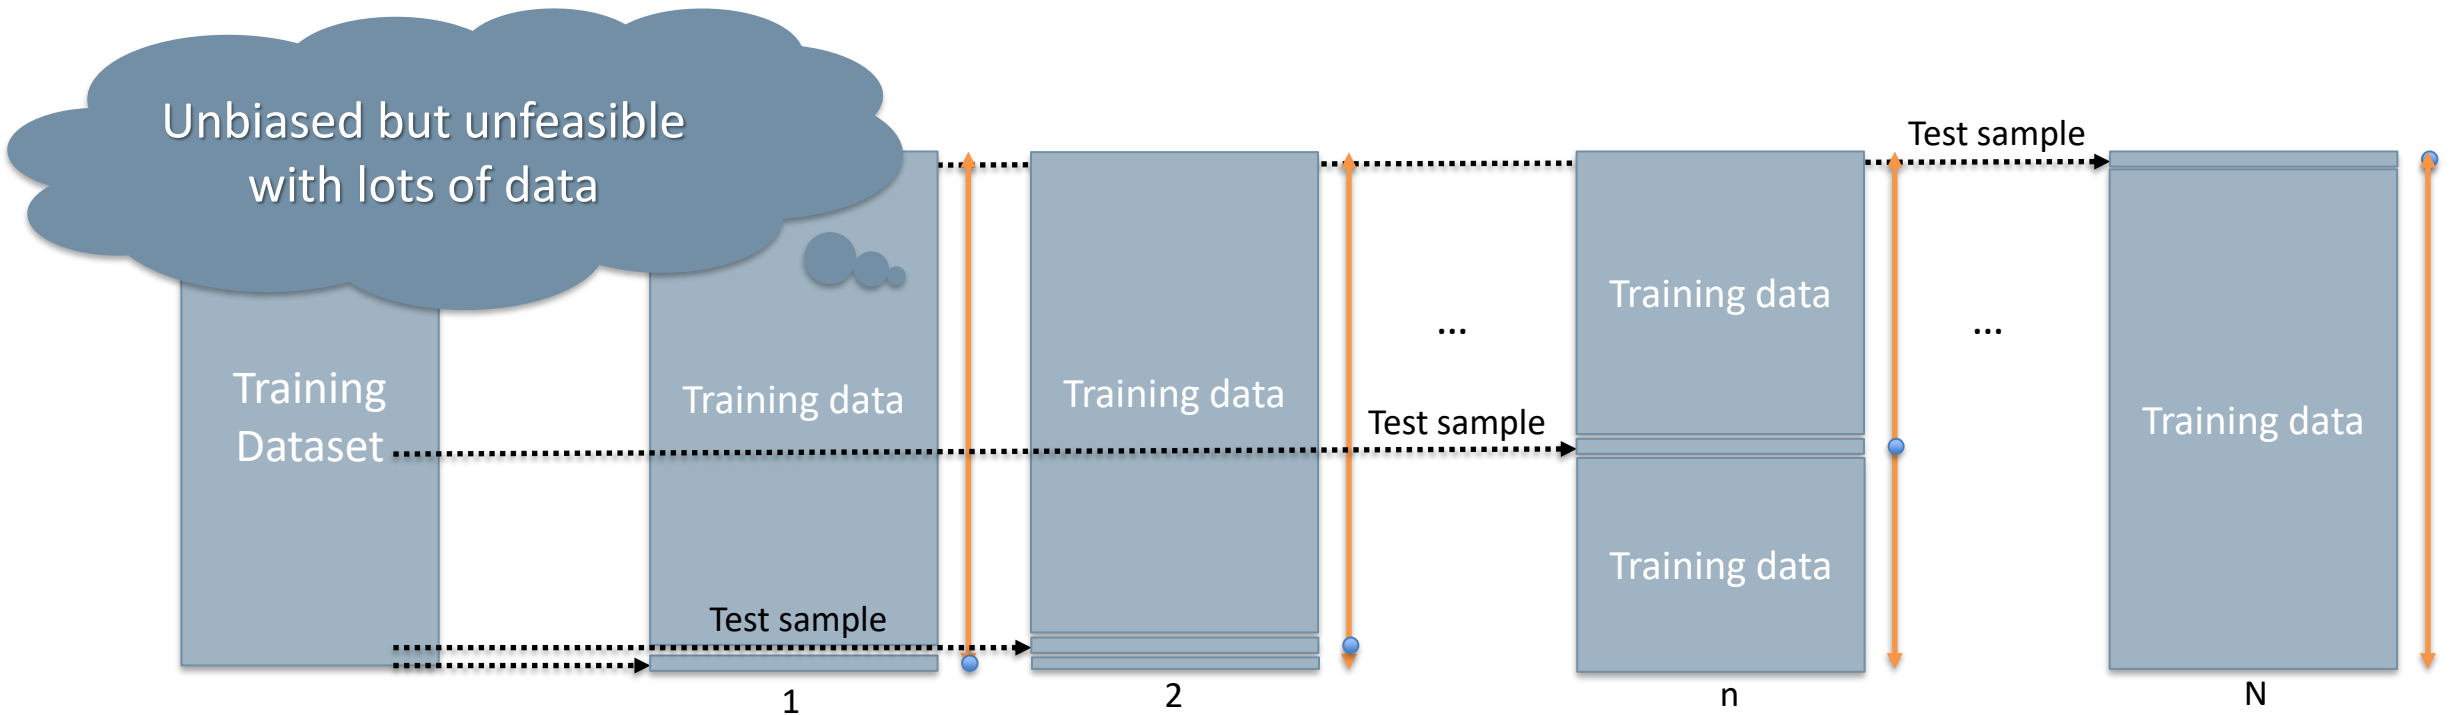 Unbiased but unfeasible
with lots of data
Training
Dataset
Training data
Test sample
1
Training data
2
...
Test sample
Training data
Training data
n
...
Test sample
Training data
N